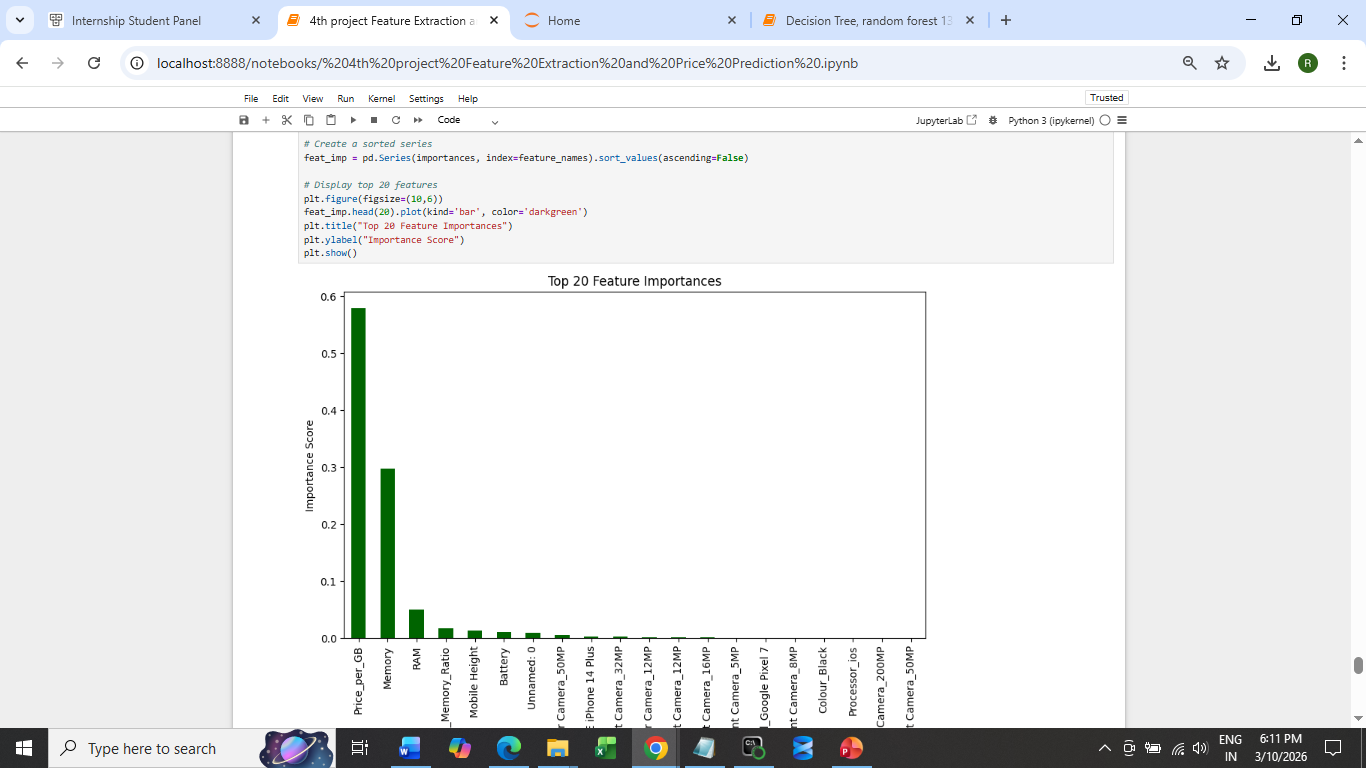 Internship Student Panel
4th project Feature Extraction a
Home
Decision Tree, random forest 13
localhost:8888/notebooks/%204th%20project%20Feature%20Extraction%20and%20Price%20Prediction%20.ipynb
R
File Edit View Run Kernel Settings Help
Trusted
Code
JupyterLab
Python 3 (ipykernel)
# Create a sorted series
feat_imp = pd.Series(importances, index=feature_names).sort_values(ascending=False)
# Display top 20 features
plt.figure(figsize=(10,6))
feat_imp.head(20).plot(kind='bar', color='darkgreen')
plt.title("Top 20 Feature Importances")
plt.ylabel("Importance Score")
plt.show()
Top 20 Feature Importances
Importance Score
0.6
0.5
0.4
0.3
0.2
0.1
0.0
Price_per_GB
Memory
RAM
_Memory_Ratio
Mobile Height
Battery
Unnamed: 0
r Camera_50MP
iPhone 14 Plus
t Camera_32MP
r Camera_12MP
t Camera_12MP
t Camera_16MP
nt Camera_5MP
_Google Pixel 7
nt Camera_8MP
Colour_Black
Processor_ios
Camera_200MP
t Camera_50MP
Type here to search
ENG
IN
6:11 PM
3/10/2026